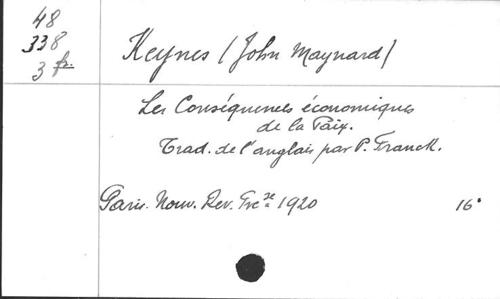 48
338
3 fr.
Keynes (John Maynard)
Les Conséquences économiques
de la Paix.
Trad. de l'anglais par P. Franck.
Paris. Nouv. Rev. Frçse 1920 16°